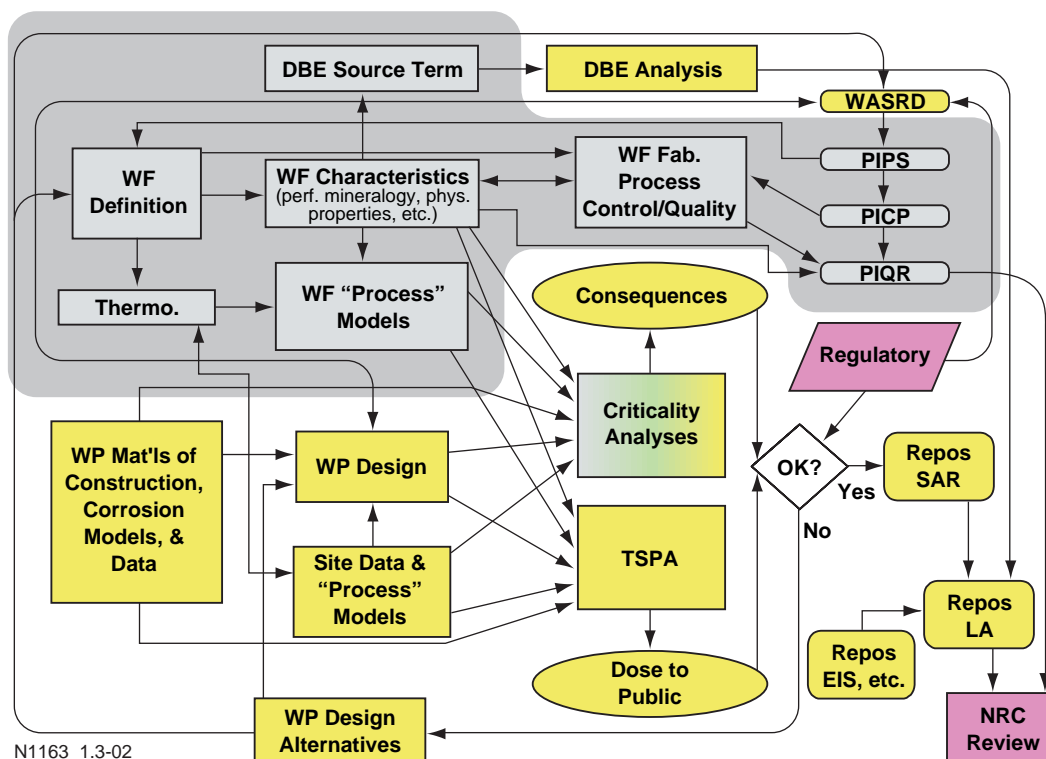 DBE Source Term
DBE Analysis
WASRD
WF
Definition
WF Characteristics
(perf. mineralogy, phys.
properties, etc.)
WF Fab.
Process
Control/Quality
PIPS
PICP
PIQR
Thermo.
WF “Process”
Models
Consequences
Regulatory
WP Mat'ls of
Construction,
Corrosion
Models, &
Data
WP Design
Criticality
Analyses
OK?
Yes
No
Repos
SAR
Site Data &
“Process”
Models
TSPA
Repos
LA
Repos
EIS, etc.
Dose to
Public
WP Design
Alternatives
NRC
Review
N1163 1.3-02